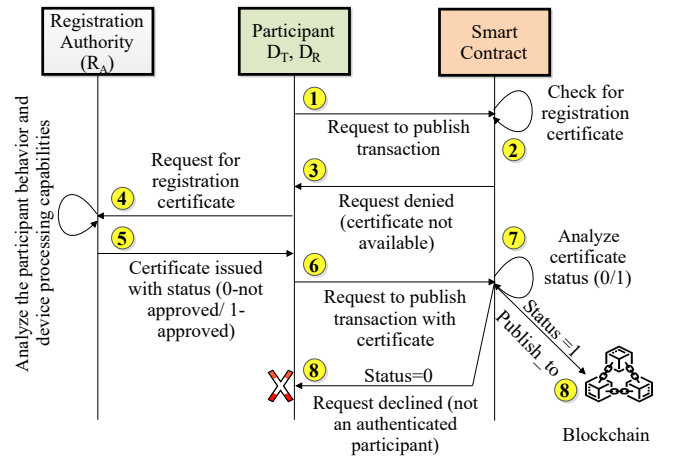 Registration
Authority
(R_A)
Participant
D_T, D_R
Smart
Contract
1
Request to publish
transaction
Check for
registration
certificate
2
3
Request denied
(certificate not
available)
Request for
registration
certificate
4
Analyze the participant behavior and
device processing capabilities
5
Certificate issued
with status (0-not
approved/ 1-
approved)
6
Request to publish
transaction with
certificate
7
Analyze
certificate
status (0/1)
Status =1
Publish_to
8
Blockchain
8
Status=0
Request declined (not
an authenticated
participant)